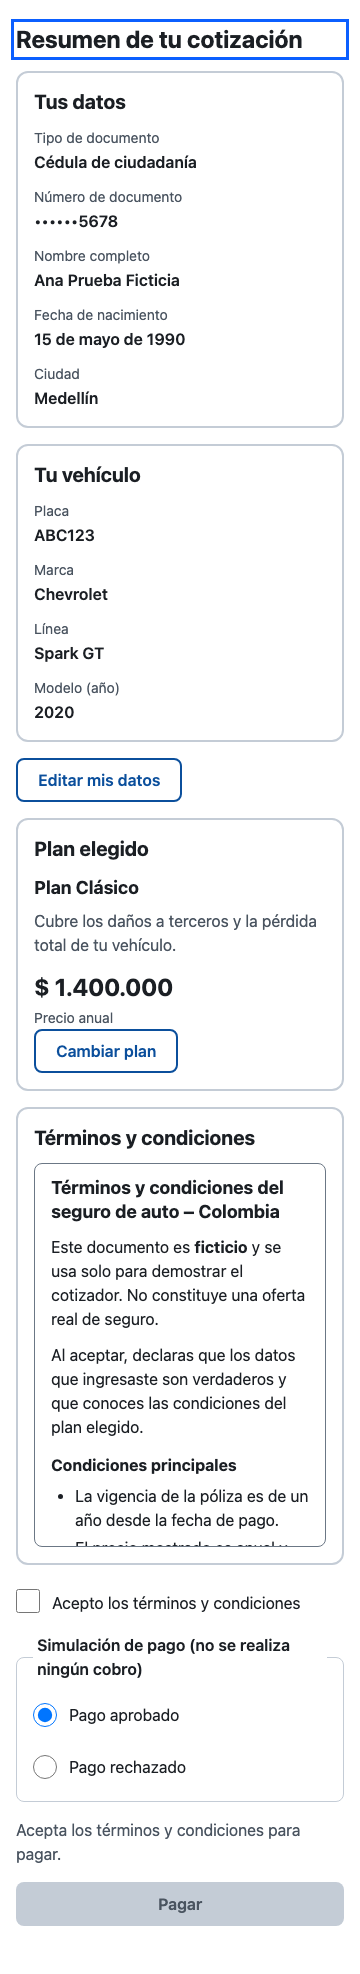 Resumen de tu cotización
Tus datos
Tipo de documento
Cédula de ciudadanía
Número de documento
••••••5678
Nombre completo
Ana Prueba Ficticia
Fecha de nacimiento
15 de mayo de 1990
Ciudad
Medellín
Tu vehículo
Placa
ABC123
Marca
Chevrolet
Línea
Spark GT
Modelo (año)
2020
Editar mis datos
Plan elegido
Plan Clásico
Cubre los daños a terceros y la pérdida
total de tu vehículo.
$ 1.400.000
Precio anual
Cambiar plan
Términos y condiciones
Términos y condiciones del
seguro de auto – Colombia
Este documento es ficticio y se
usa solo para demostrar el
cotizador. No constituye una oferta
real de seguro.
Al aceptar, declaras que los datos
que ingresaste son verdaderos y
que conoces las condiciones del
plan elegido.
Condiciones principales
• La vigencia de la póliza es de un
año desde la fecha de pago.
El precio mostrado es anual y
Acepto los términos y condiciones
Simulación de pago (no se realiza
ningún cobro)
Pago aprobado
Pago rechazado
Acepta los términos y condiciones para
pagar.
Pagar